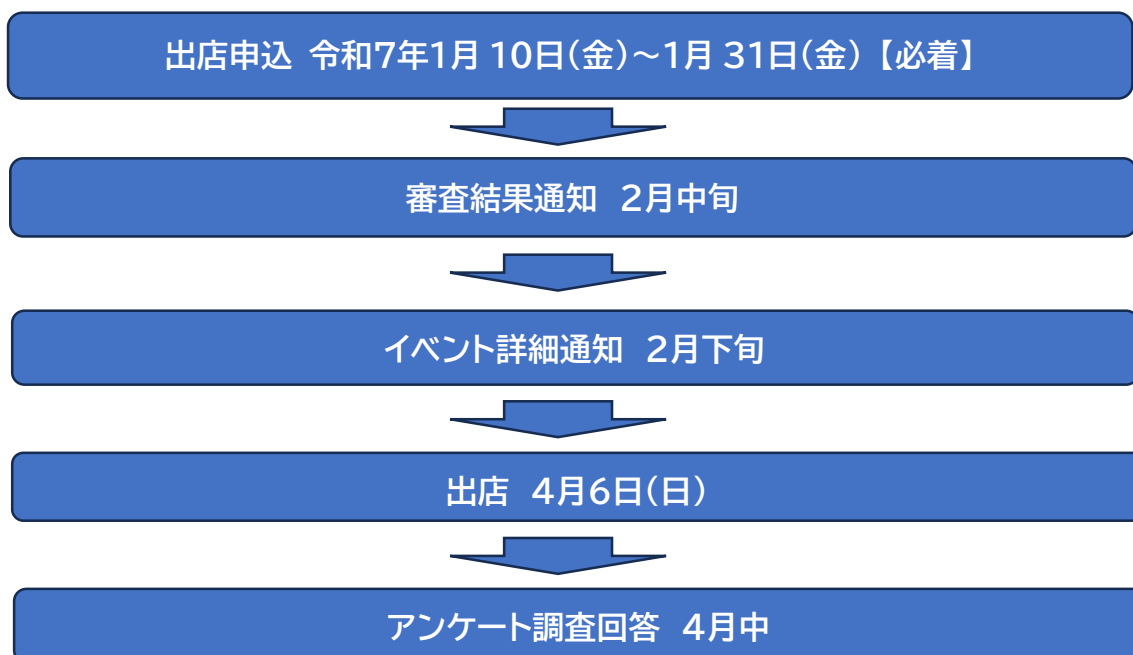 出店申込 令和7年1月10日(金)～1月31日(金)【必着】
審査結果通知 2月中旬
イベント詳細通知 2月下旬
出店 4月6日(日)
アンケート調査回答 4月中